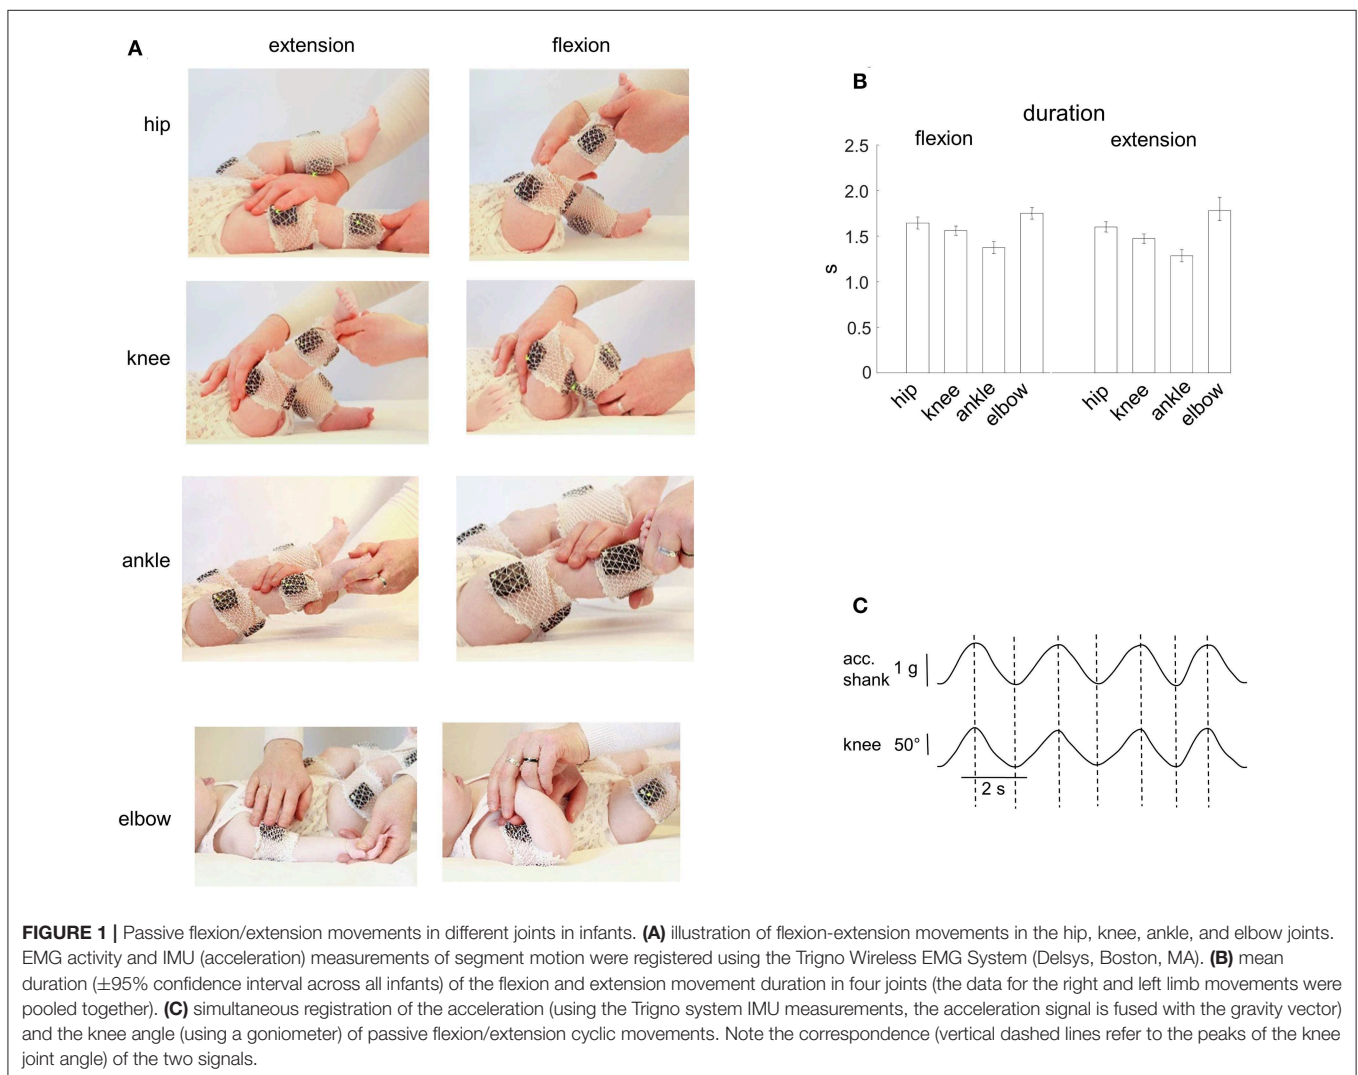 A
extension
flexion
hip
knee
ankle
elbow
B
duration
flexion
extension
2.5
2.0
1.5
1.0
0.5
0
s
hip
knee
ankle
elbow
hip
knee
ankle
elbow
C
acc.
shank
1 g
knee
50°
2 s
FIGURE 1 | Passive flexion/extension movements in different joints in infants. (A) illustration of flexion-extension movements in the hip, knee, ankle, and elbow joints.
EMG activity and IMU (acceleration) measurements of segment motion were registered using the Trigno Wireless EMG System (Delsys, Boston, MA). (B) mean
duration (±95% confidence interval across all infants) of the flexion and extension movement duration in four joints (the data for the right and left limb movements were
pooled together). (C) simultaneous registration of the acceleration (using the Trigno system IMU measurements, the acceleration signal is fused with the gravity vector)
and the knee angle (using a goniometer) of passive flexion/extension cyclic movements. Note the correspondence (vertical dashed lines refer to the peaks of the knee
joint angle) of the two signals.